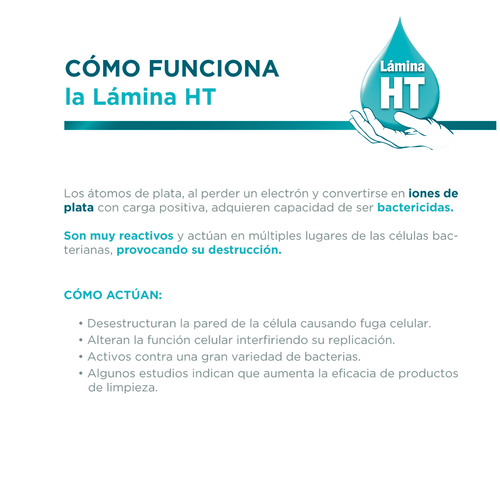 CÓMO FUNCIONA
la Lámina HT
Lámina
HT
Los átomos de plata, al perder un electrón y convertirse en iones de
plata con carga positiva, adquieren capacidad de ser bactericidas.
Son muy reactivos y actúan en múltiples lugares de las células bac-
terianas, provocando su destrucción.
CÓMO ACTÚAN:
• Desestructuran la pared de la célula causando fuga celular.
• Alteran la función celular interfiriendo su replicación.
• Activos contra una gran variedad de bacterias.
• Algunos estudios indican que aumenta la eficacia de productos
de limpieza.